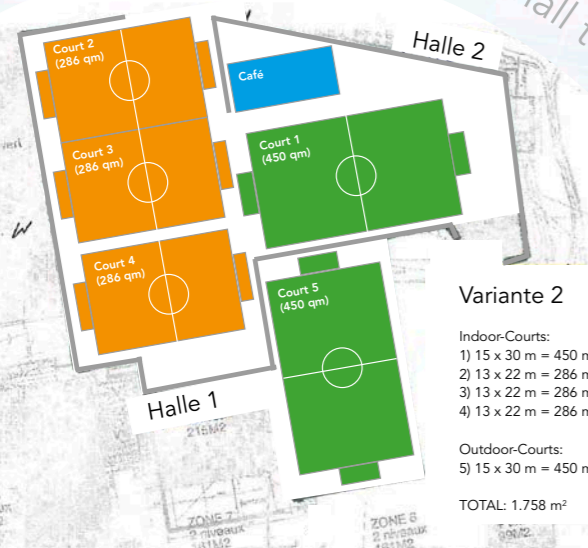 hall t
Halle 2
Court 2
(286 qm)
Café
Court 1
(450 qm)
Court 3
(286 qm)
Court 4
(286 qm)
Court 5
(450 qm)
Halle 1
Variante 2
Indoor-Courts:
1) 15 x 30 m = 450 m
2) 13 x 22 m = 286 m
3) 13 x 22 m = 286 m
4) 13 x 22 m = 286 m
Outdoor-Courts:
5) 15 x 30 m = 450 m
TOTAL: 1.758 m²
215M2
ZONE 7
2 niveaux
ZONE 6
2 niveaux